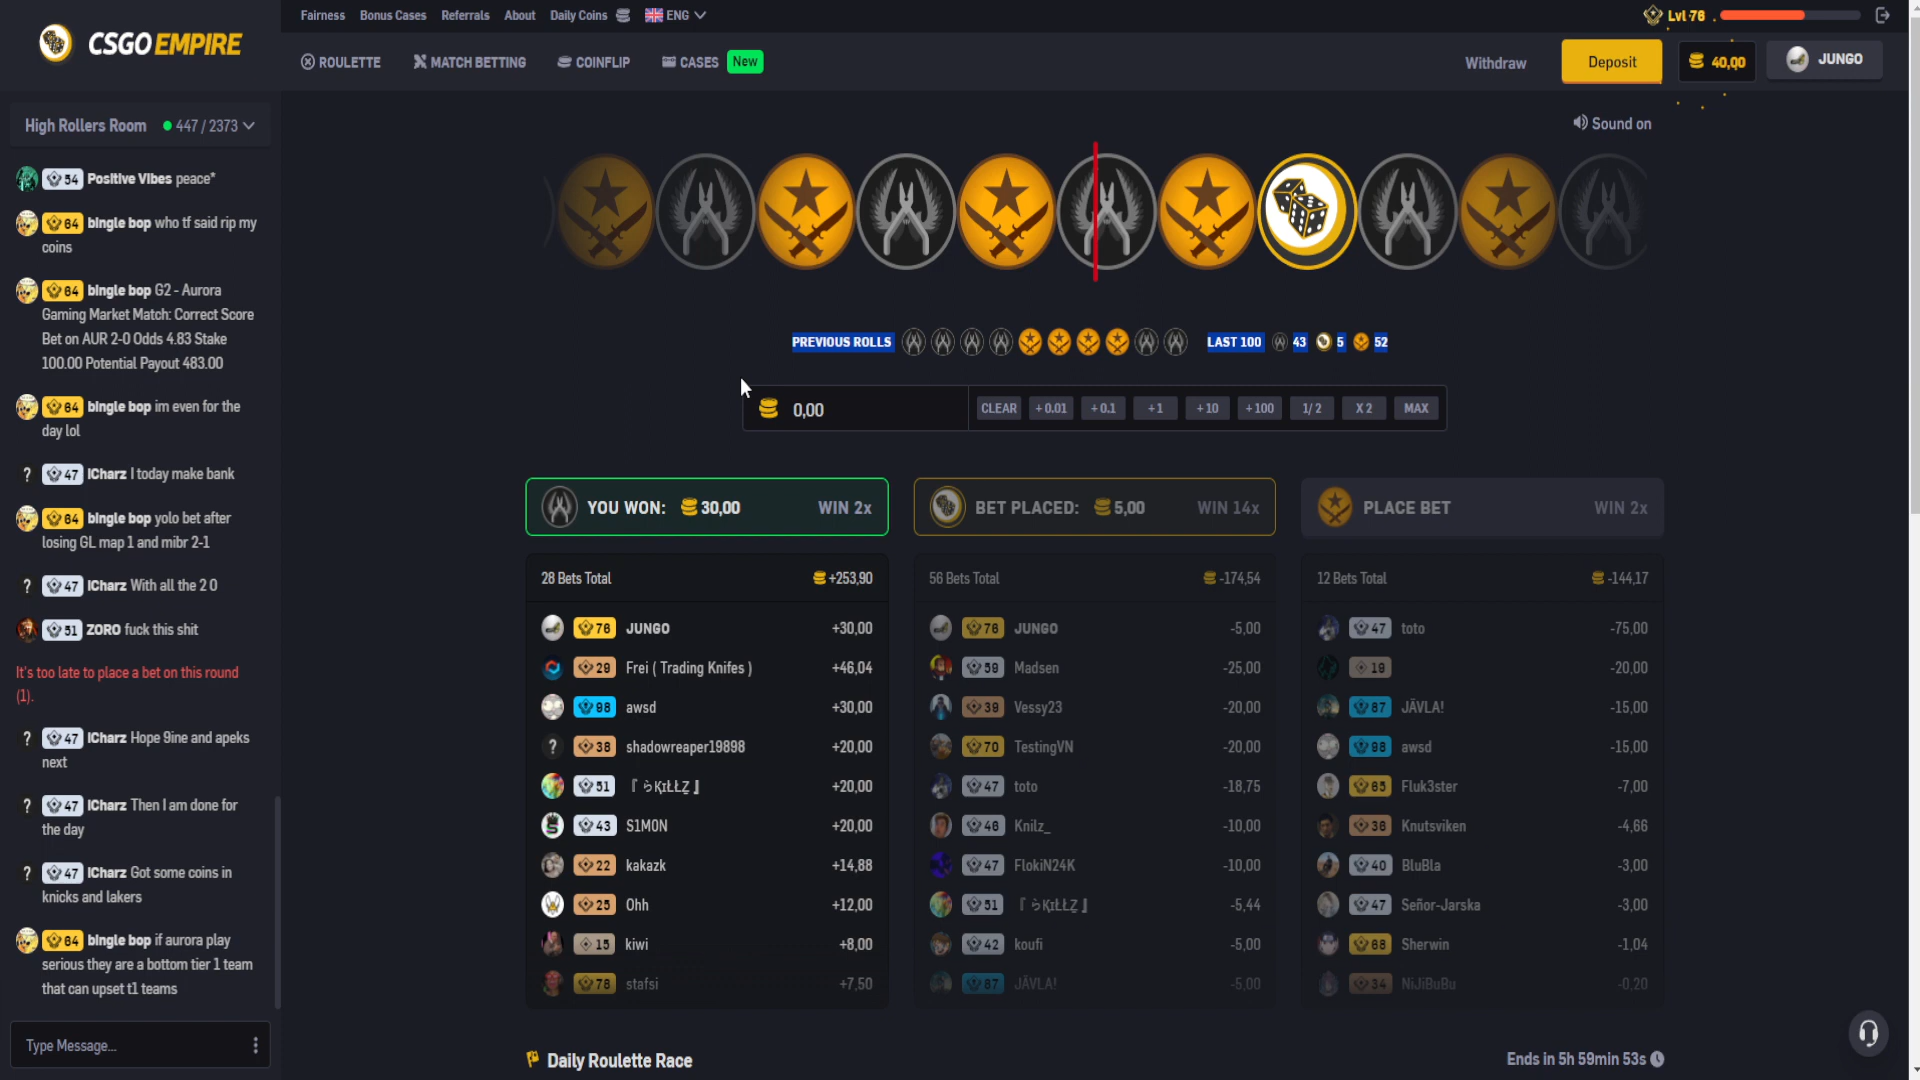 CSGOEMPIRE
Fairness Bonus Cases Referrals About Daily Coins ENG
Lvl 76
ROULETTE MATCH BETTING COINFLIP CASES New
Withdraw Deposit 40,00 JUNGO
High Rollers Room 447 / 2373
54 Positive Vibes peace*
64 bingle bop who tf said rip my
coins
64 bingle bop G2 - Aurora
Gaming Market Match: Correct Score
Bet on AUR 2-0 Odds 4.83 Stake
100.00 Potential Payout 483.00
64 bingle bop im even for the
day lol
? 47 ICharz I today make bank
64 bingle bop yolo bet after
losing GL map 1 and mibr 2-1
? 47 ICharz With all the 2 0
51 ZORO fuck this shit
It's too late to place a bet on this round
(1).
? 47 ICharz Hope 9ine and apeks
next
? 47 ICharz Then I am done for
the day
? 47 ICharz Got some coins in
knicks and lakers
64 bingle bop if aurora play
serious they are a bottom tier 1 team
that can upset t1 teams
Type Message...
Sound on
PREVIOUS ROLLS LAST 100 43 5 52
0,00 CLEAR + 0.01 + 0.1 + 1 + 10 + 100 1/ 2 X 2 MAX
YOU WON: 30,00 WIN 2x
28 Bets Total +253,90
76 JUNGO +30,00
29 Frei ( Trading Knifes ) +46,04
98 awsd +30,00
? 38 shadowreaper19898 +20,00
51 +20,00
43 S1M0N +20,00
22 kakazk +14,88
25 Ohh +12,00
15 kiwi +8,00
78 stafsi +7,50
BET PLACED: 5,00 WIN 14x
56 Bets Total -174,54
76 JUNGO -5,00
59 Madsen -25,00
39 Vessy23 -20,00
70 TestingVN -20,00
47 toto -18,75
46 Knilz_ -10,00
47 FlokiN24K -10,00
51 -5,44
42 koufi -5,00
87 JÄVLA! -5,00
PLACE BET WIN 2x
12 Bets Total -144,17
47 toto -75,00
19 -20,00
87 JÄVLA! -15,00
98 awsd -15,00
65 Fluk3ster -7,00
36 Knutsviken -4,66
40 BluBla -3,00
47 Señor-Jarska -3,00
68 Sherwin -1,04
34 NiJiBuBu -0,20
Daily Roulette Race Ends in 5h 59min 53s